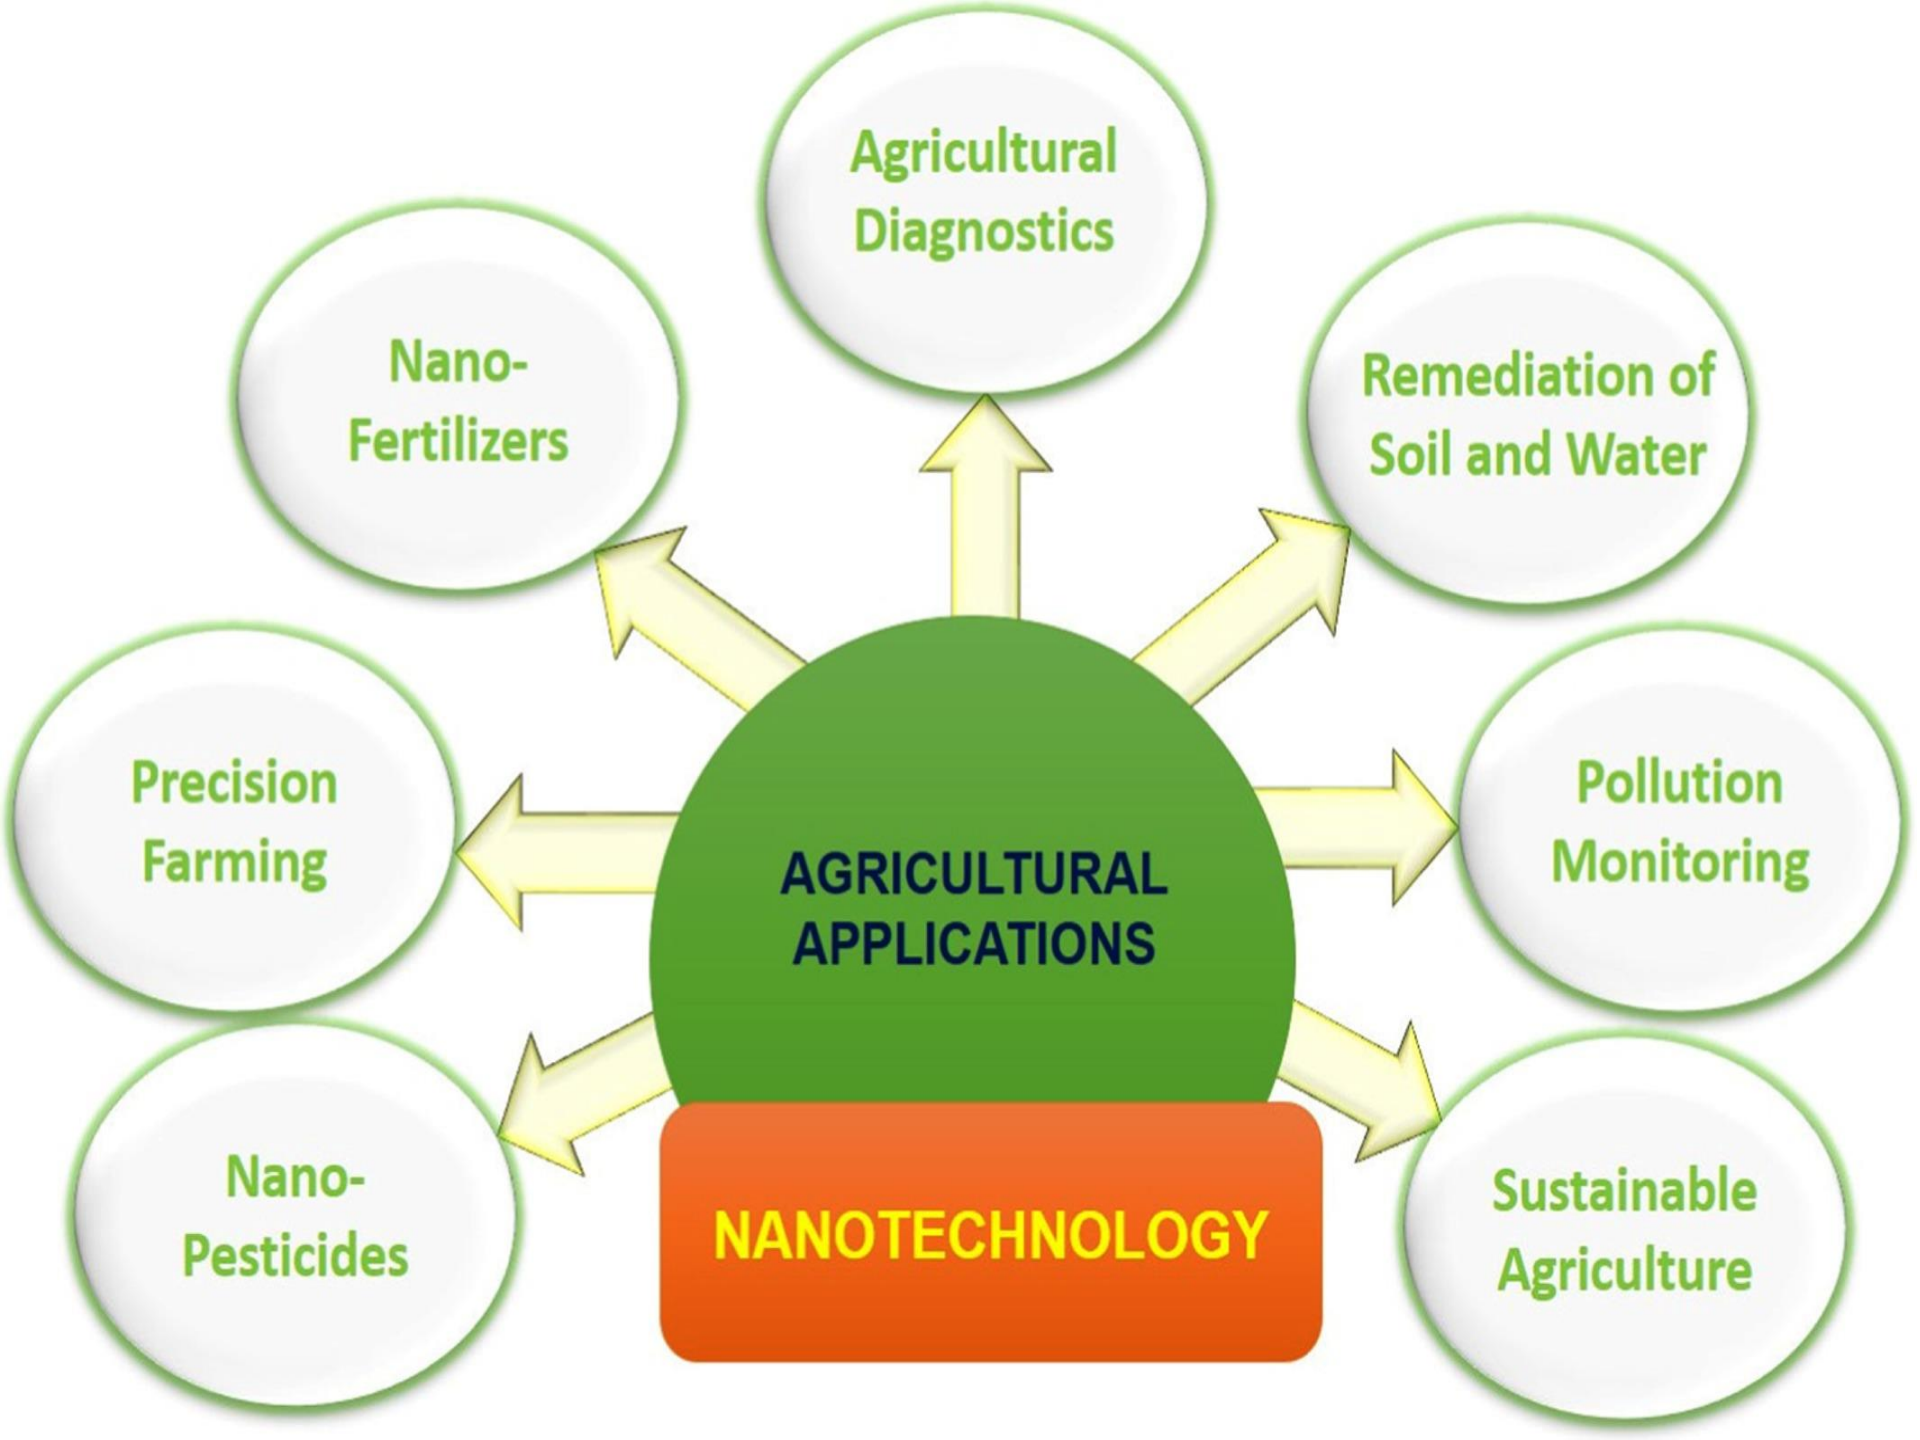 Agricultural
Diagnostics
Nano-
Fertilizers
Remediation of
Soil and Water
Precision
Farming
Pollution
Monitoring
AGRICULTURAL
APPLICATIONS
Nano-
Pesticides
NANOTECHNOLOGY
Sustainable
Agriculture